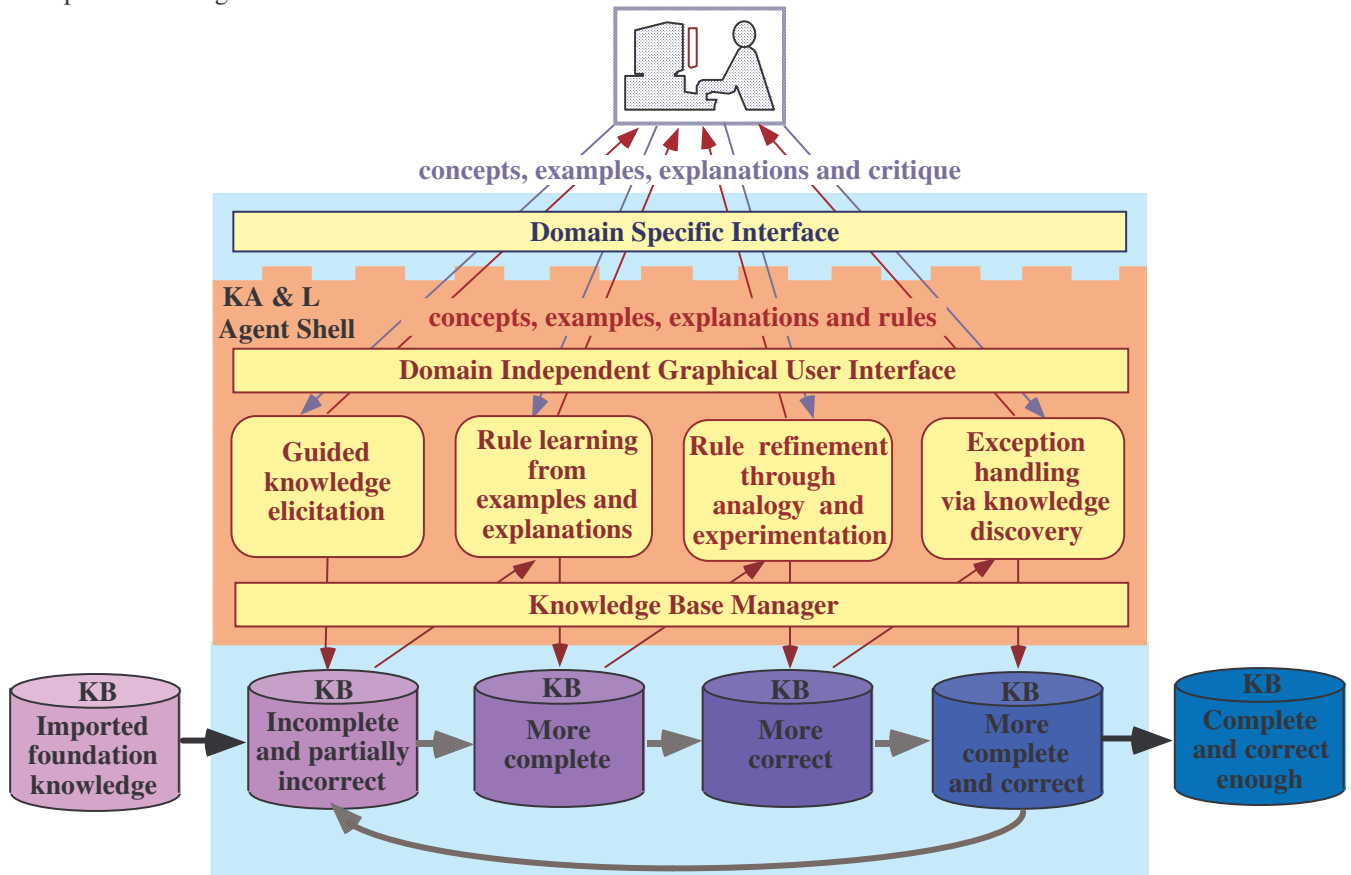 concepts, examples, explanations and critique
Domain Specific Interface
KA & L
Agent Shell
concepts, examples, explanations and rules
Domain Independent Graphical User Interface
Guided
knowledge
elicitation
Rule learning
from
examples and
explanations
Rule refinement
through
analogy and
experimentation
Exception
handling
via knowledge
discovery
Knowledge Base Manager
KB
Imported
foundation
knowledge
KB
Incomplete
and partially
incorrect
KB
More
complete
KB
More
correct
KB
More
complete
and correct
KB
Complete
and correct
enough